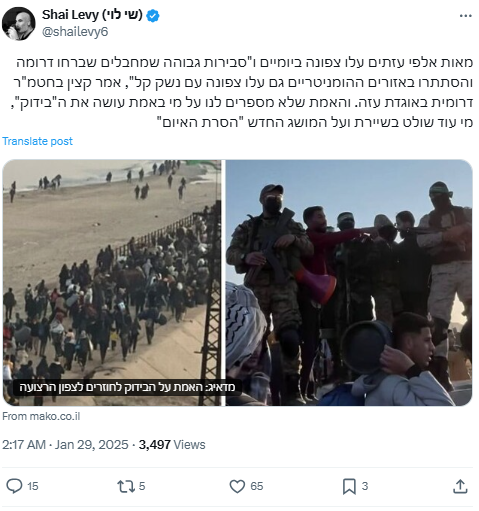 Shai Levy (שי לוי)
@shailevy6
מאות אלפי עזתים עלו צפונה ביומיים ו"סבירות גבוהה שמחבלים שברחו דרומה
והסתתרו באזורים ההומניטריים גם עלו צפונה עם נשק קל", אמר קצין בחטמ"ר
דרומית באוגדת עזה. והאמת שלא מספרים לנו על מי באמת עושה את ה"בידוק",
מי עוד שולט בשיירת ועל המושג החדש "הסרת האיום"
Translate post
מדאיג: האמת על הבידוק לחוזרים לצפון הרצועה
From mako.co.il
2:17 AM · Jan 29, 2025 · 3,497 Views
15 5 65 3